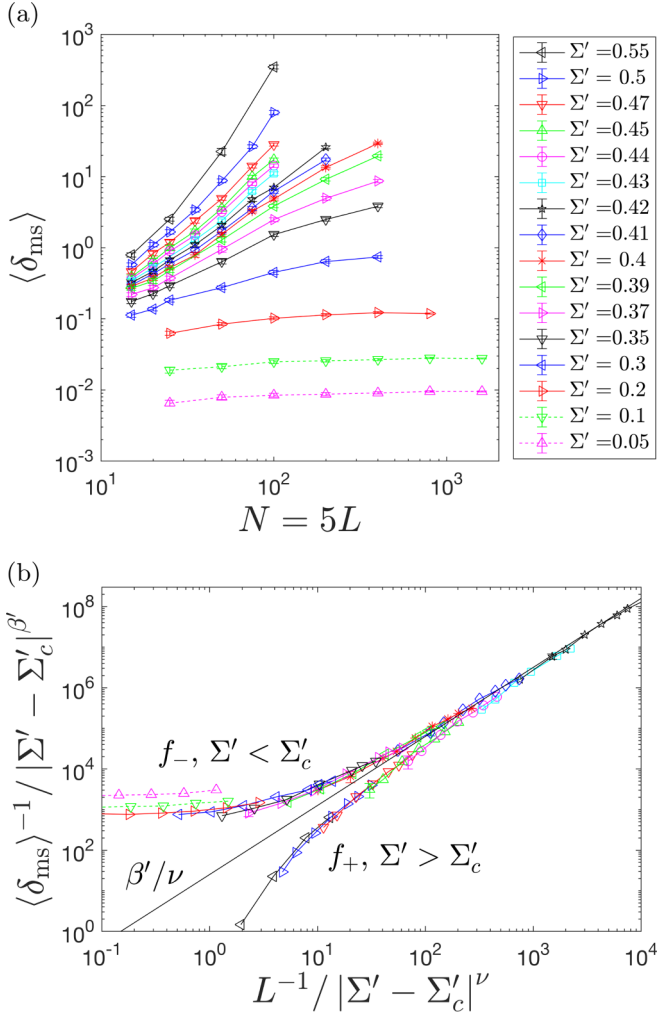 (a)
10^3
10^2
10^1
10^0
10^-1
10^-2
10^-3
⟨δ_ms⟩
10^1
10^2
10^3
N = 5L
Σ′ =0.55
Σ′ = 0.5
Σ′ =0.47
Σ′ =0.45
Σ′ =0.44
Σ′ =0.43
Σ′ =0.42
Σ′ =0.41
Σ′ = 0.4
Σ′ =0.39
Σ′ =0.37
Σ′ =0.35
Σ′ = 0.3
Σ′ = 0.2
Σ′ = 0.1
Σ′ =0.05
(b)
10^8
10^6
10^4
10^2
10^0
⟨δ_ms⟩^-1/ |Σ′ − Σ′_c|^β′
f_−, Σ′ < Σ′_c
β′/ν
f_+, Σ′ > Σ′_c
10^-1
10^0
10^1
10^2
10^3
10^4
L^-1/ |Σ′ − Σ′_c|^ν